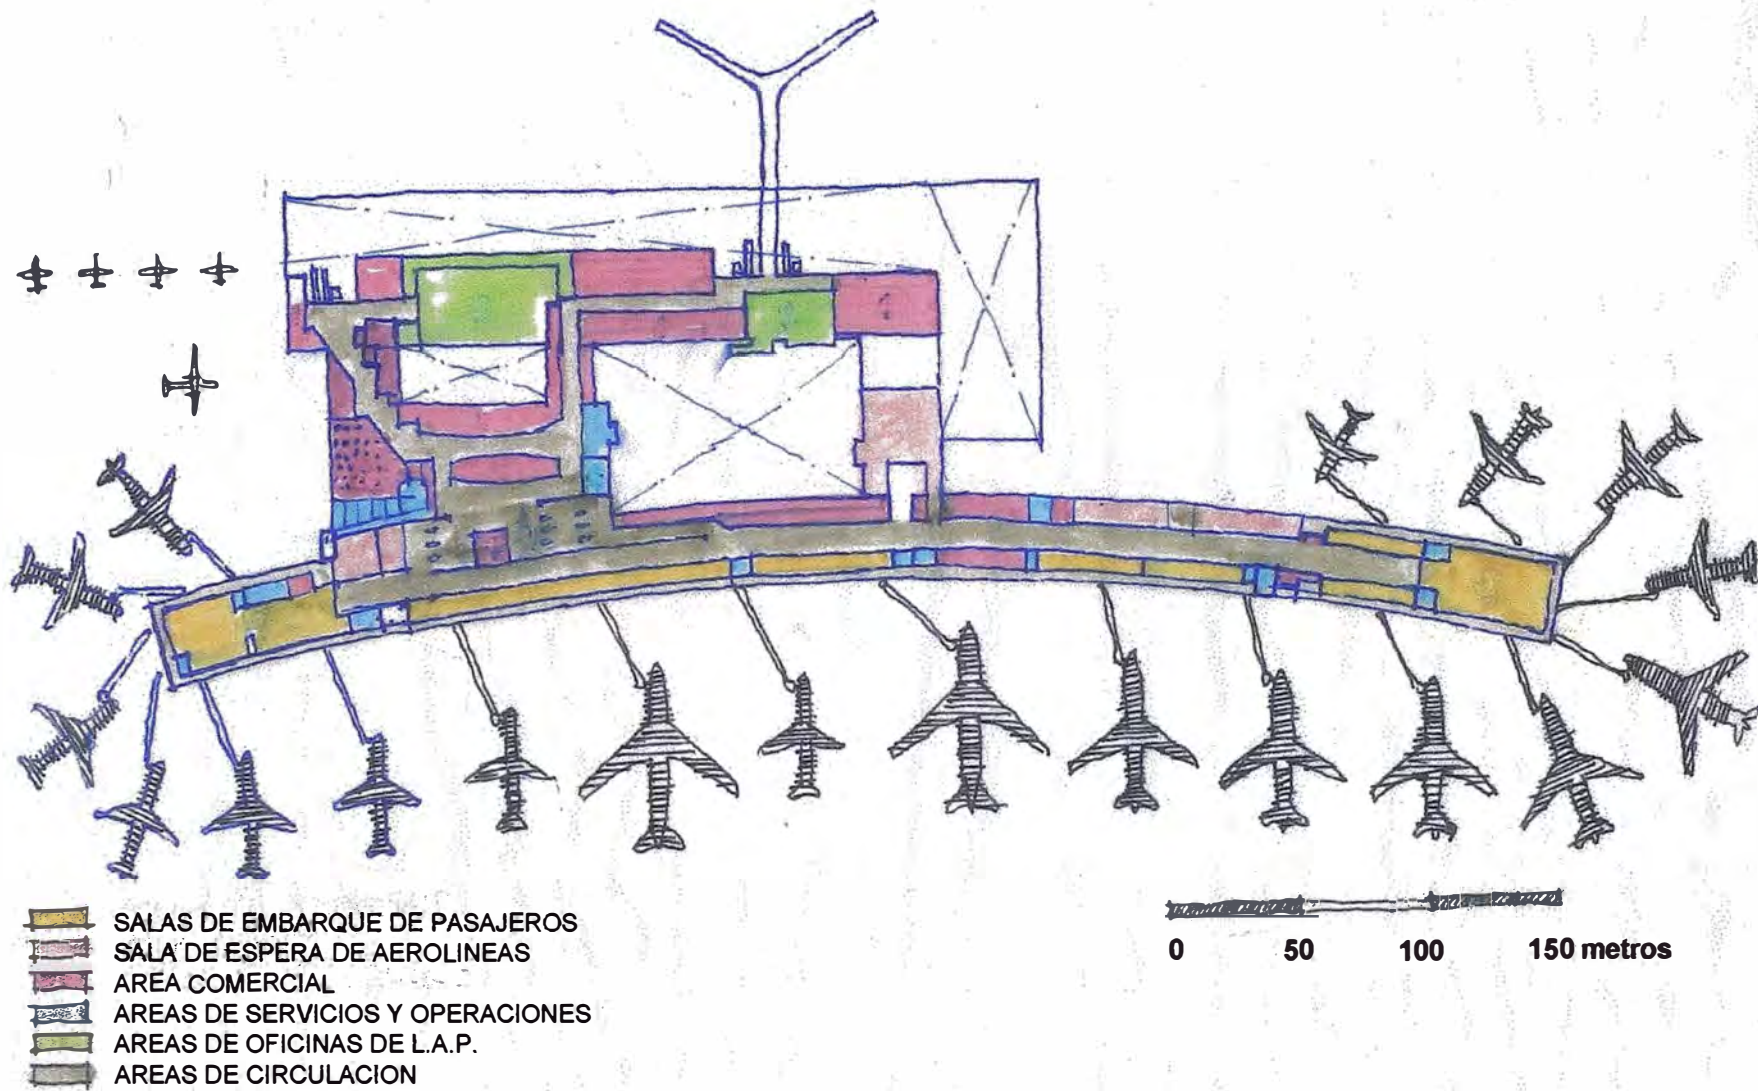 SALAS DE EMBARQUE DE PASAJEROS
SALA DE ESPERA DE AEROLINEAS
AREA COMERCIAL
AREAS DE SERVICIOS Y OPERACIONES
AREAS DE OFICINAS DE L.A.P.
AREAS DE CIRCULACION
0 50 100 150 metros